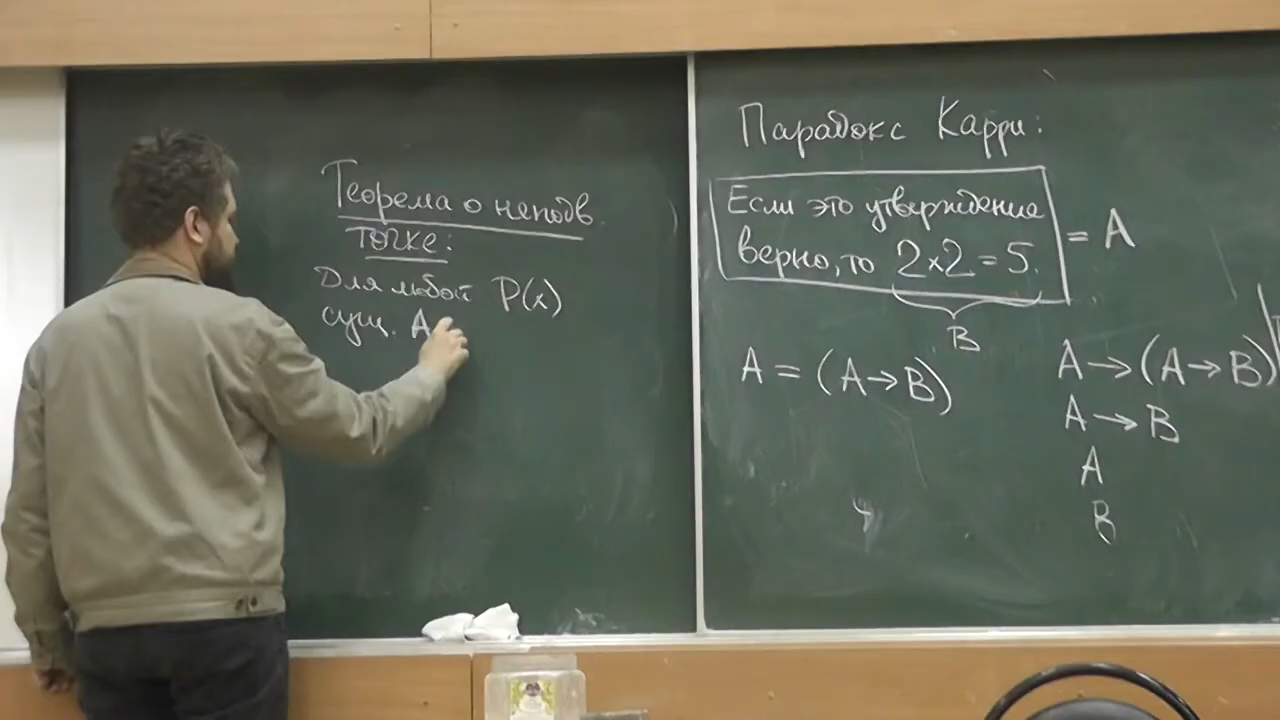 Теорема о неподв.
точке:
Для любой P(x)
сущ. A
Парадокс Карри:
Если это утверждение
верно, то 2×2=5. = A
B
A = (A→B)
A→(A→B)
A→B
A
B